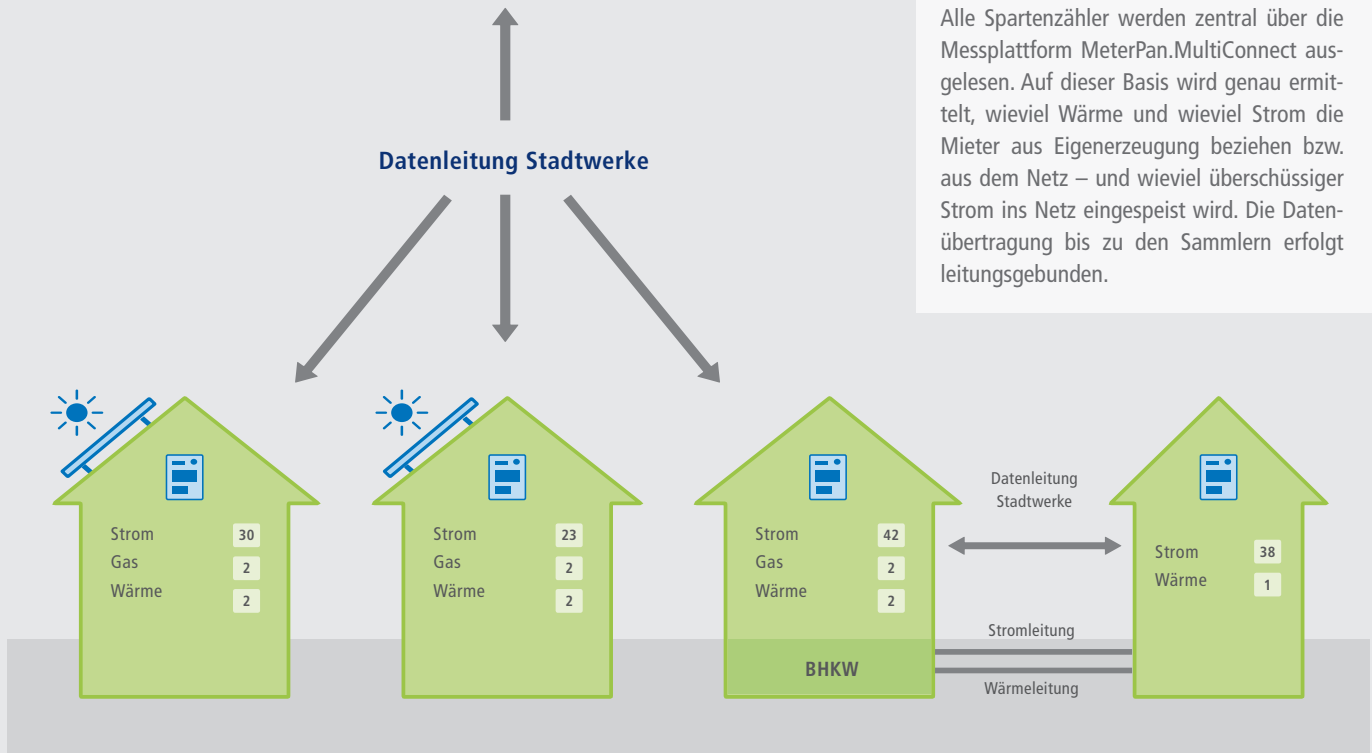 Alle Spartenzähler werden zentral über die
Messplattform MeterPan.MultiConnect aus-
gelesen. Auf dieser Basis wird genau ermit-
telt, wieviel Wärme und wieviel Strom die
Mieter aus Eigenerzeugung beziehen bzw.
aus dem Netz – und wieviel überschüssiger
Strom ins Netz eingespeist wird. Die Daten-
übertragung bis zu den Sammlern erfolgt
leitungsgebunden.
Datenleitung Stadtwerke
Strom 30
Gas 2
Wärme 2
Strom 23
Gas 2
Wärme 2
Strom 42
Gas 2
Wärme 2
BHKW
Datenleitung
Stadtwerke
Stromleitung
Wärmeleitung
Strom 38
Wärme 1